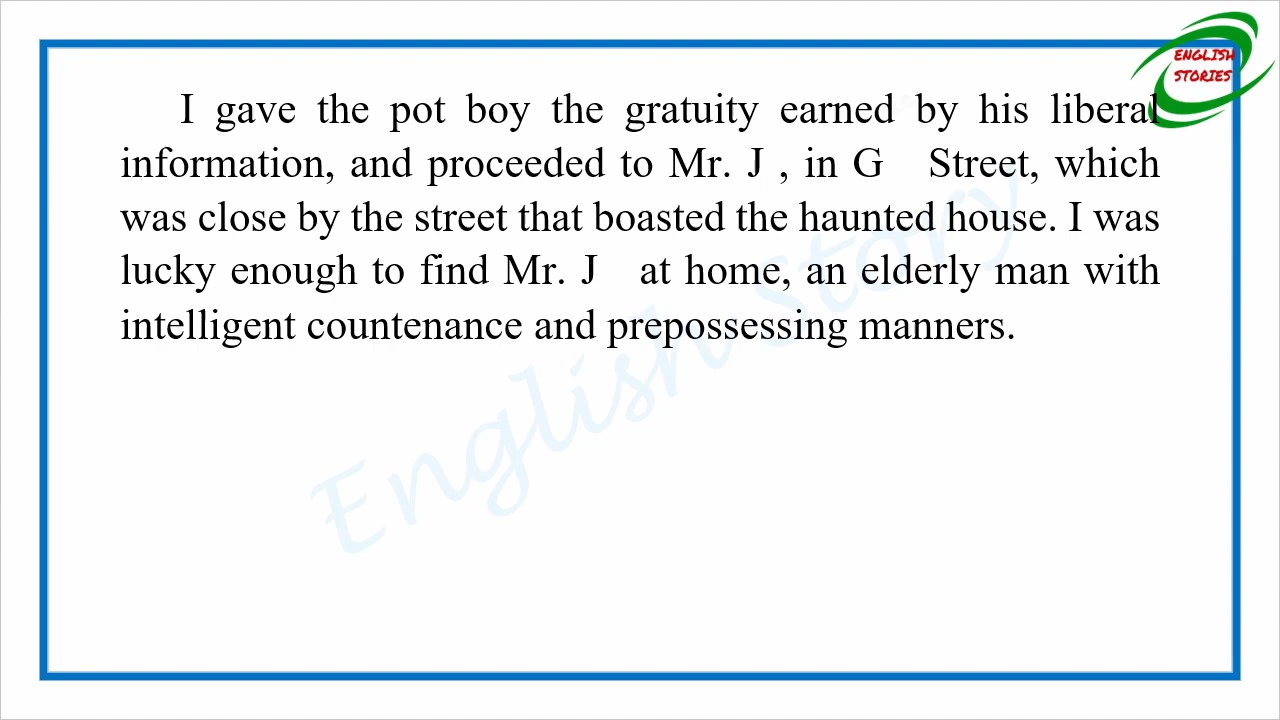 ENGLISH
STORIES
I gave the pot boy the gratuity earned by his liberal
information, and proceeded to Mr. J , in G Street, which
was close by the street that boasted the haunted house. I was
lucky enough to find Mr. J at home, an elderly man with
intelligent countenance and prepossessing manners.
English Story